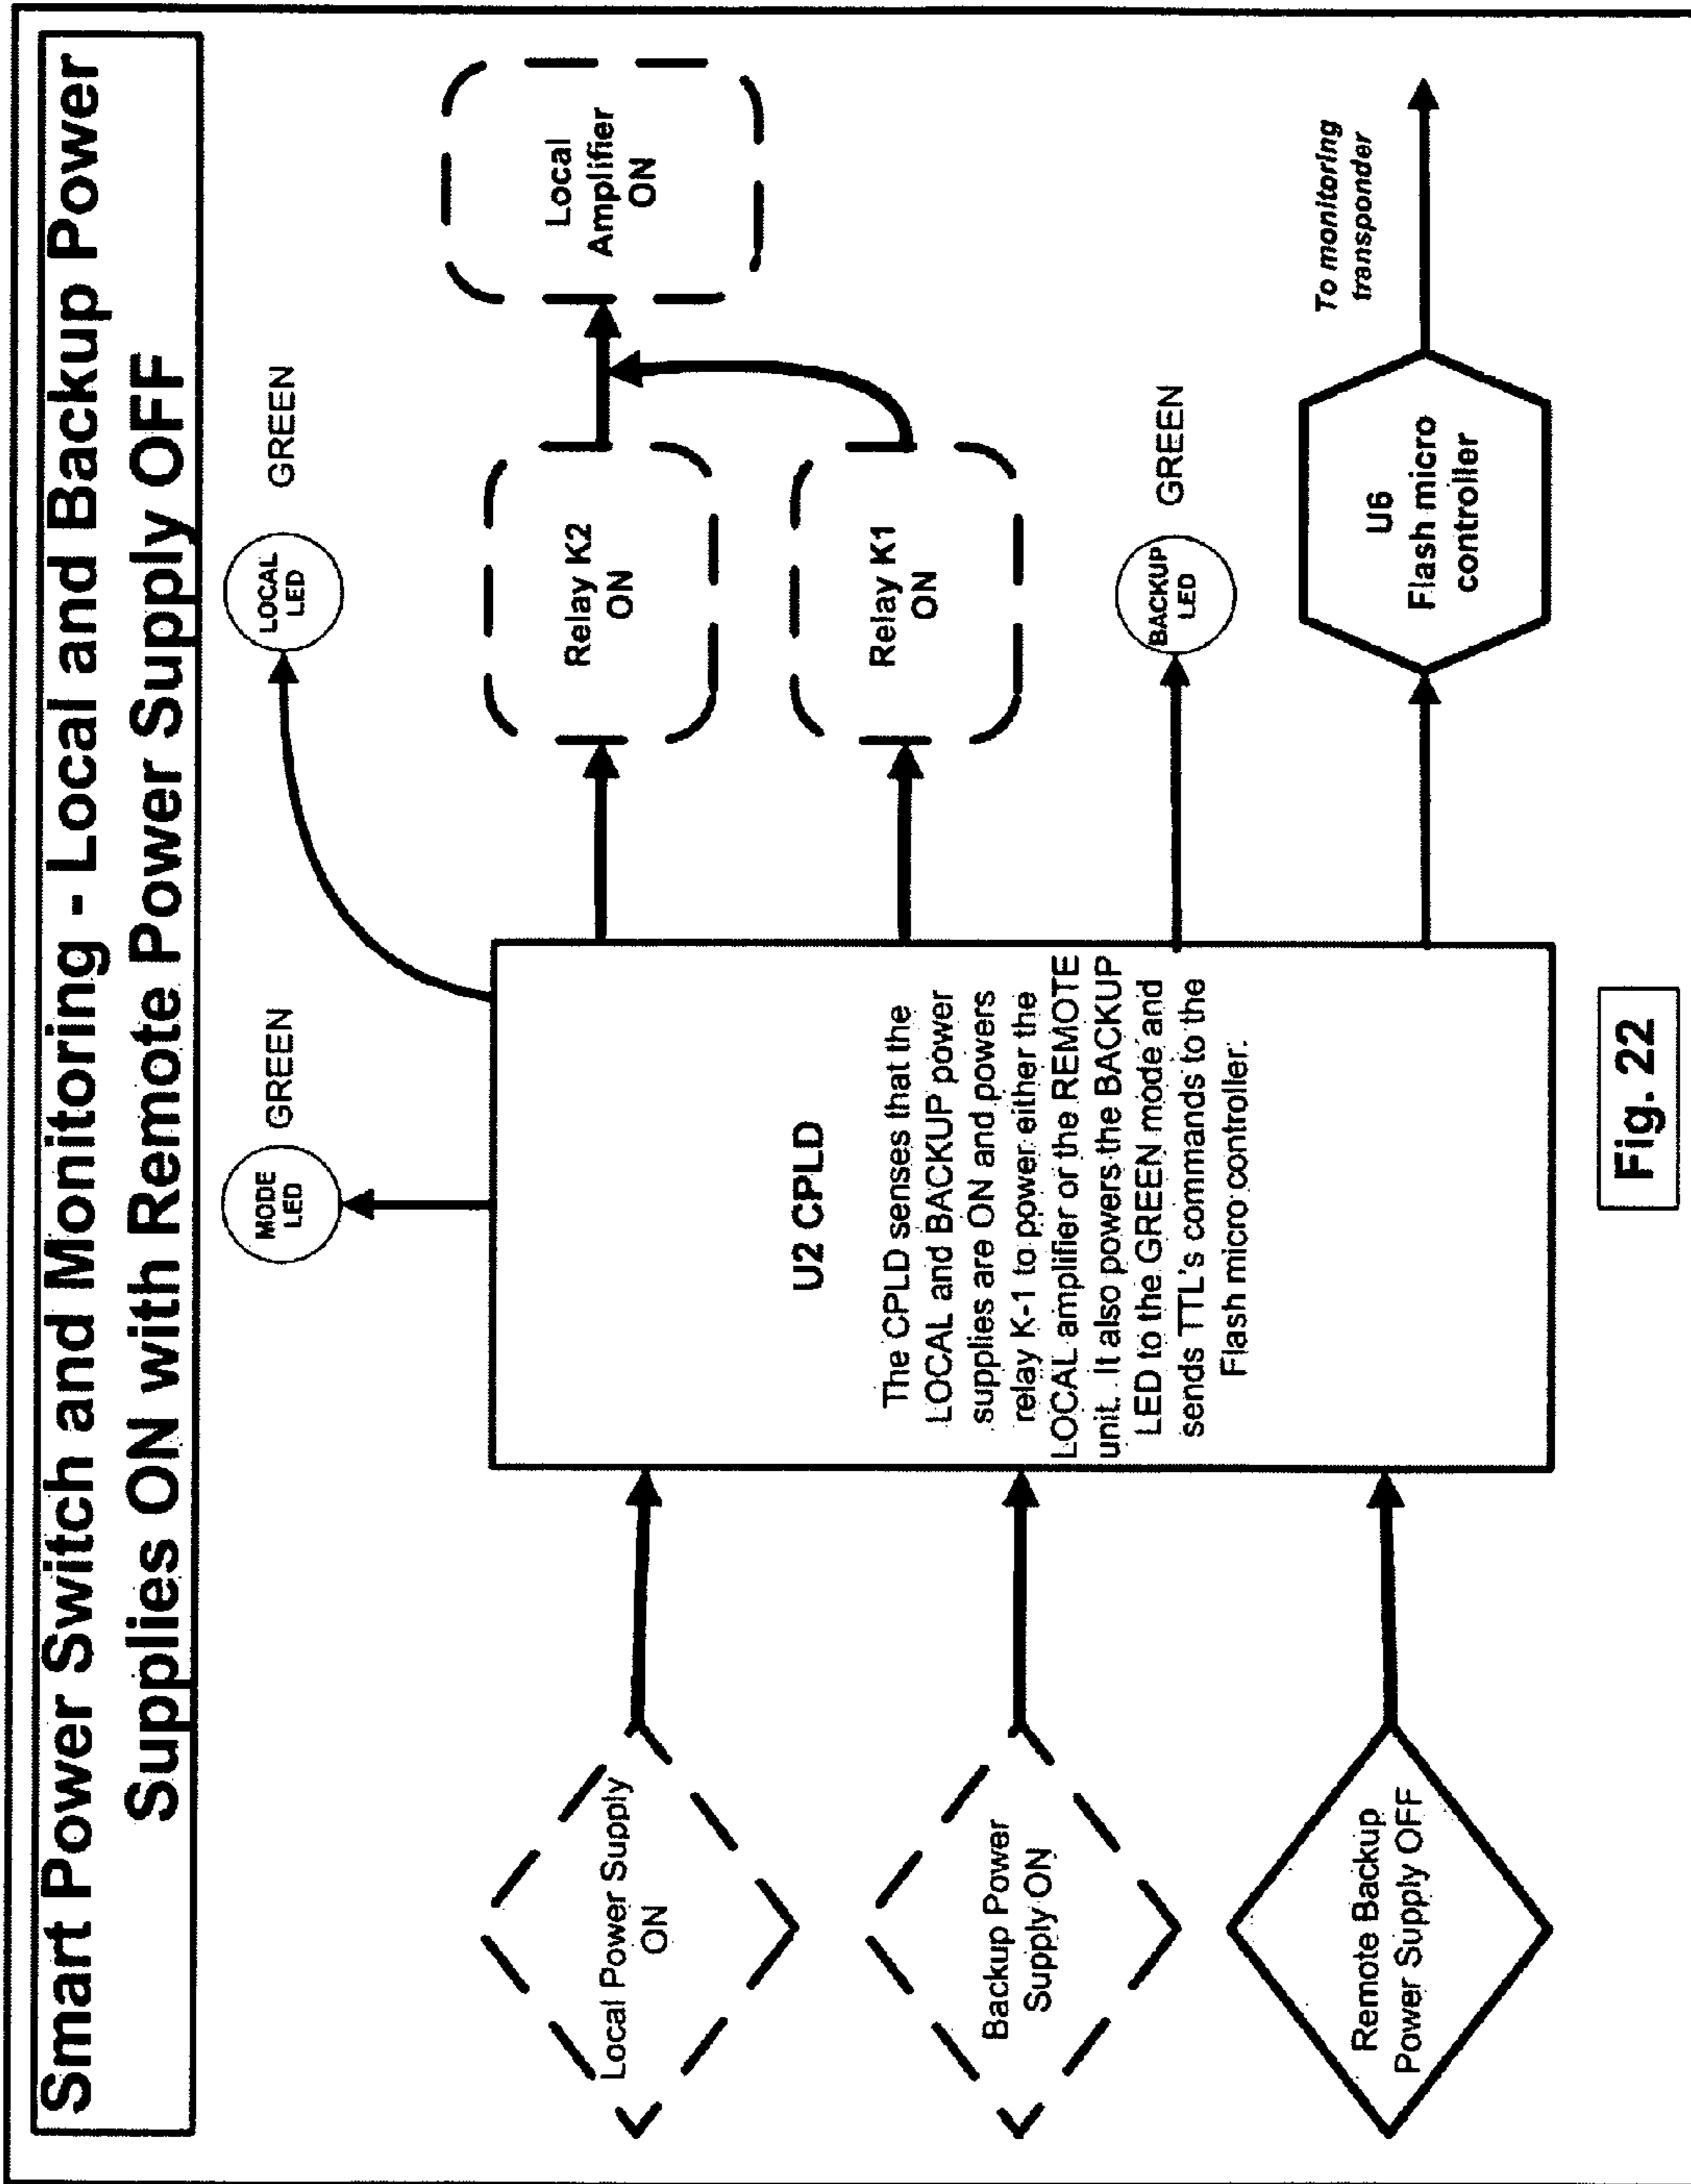 Smart Power Switch and Monitoring - Local and Backup Power
Supplies ON with Remote Power Supply OFF
MODE
LED
GREEN
LOCAL
LED
GREEN
Local Power Supply
ON
Backup Power
Supply ON
Remote Backup
Power Supply OFF
U2 CPLD
The CPLD senses that the
LOCAL and BACKUP power
supplies are ON and powers
relay K-1 to power either the
LOCAL amplifier or the REMOTE
unit. It also powers the BACKUP
LED to the GREEN mode and
sends TTL's commands to the
Flash micro controller.
Relay K2
ON
Relay K1
ON
Local
Amplifier
ON
BACKUP
LED
GREEN
U6
Flash micro
controller
To monitoring
transponder
Fig. 22